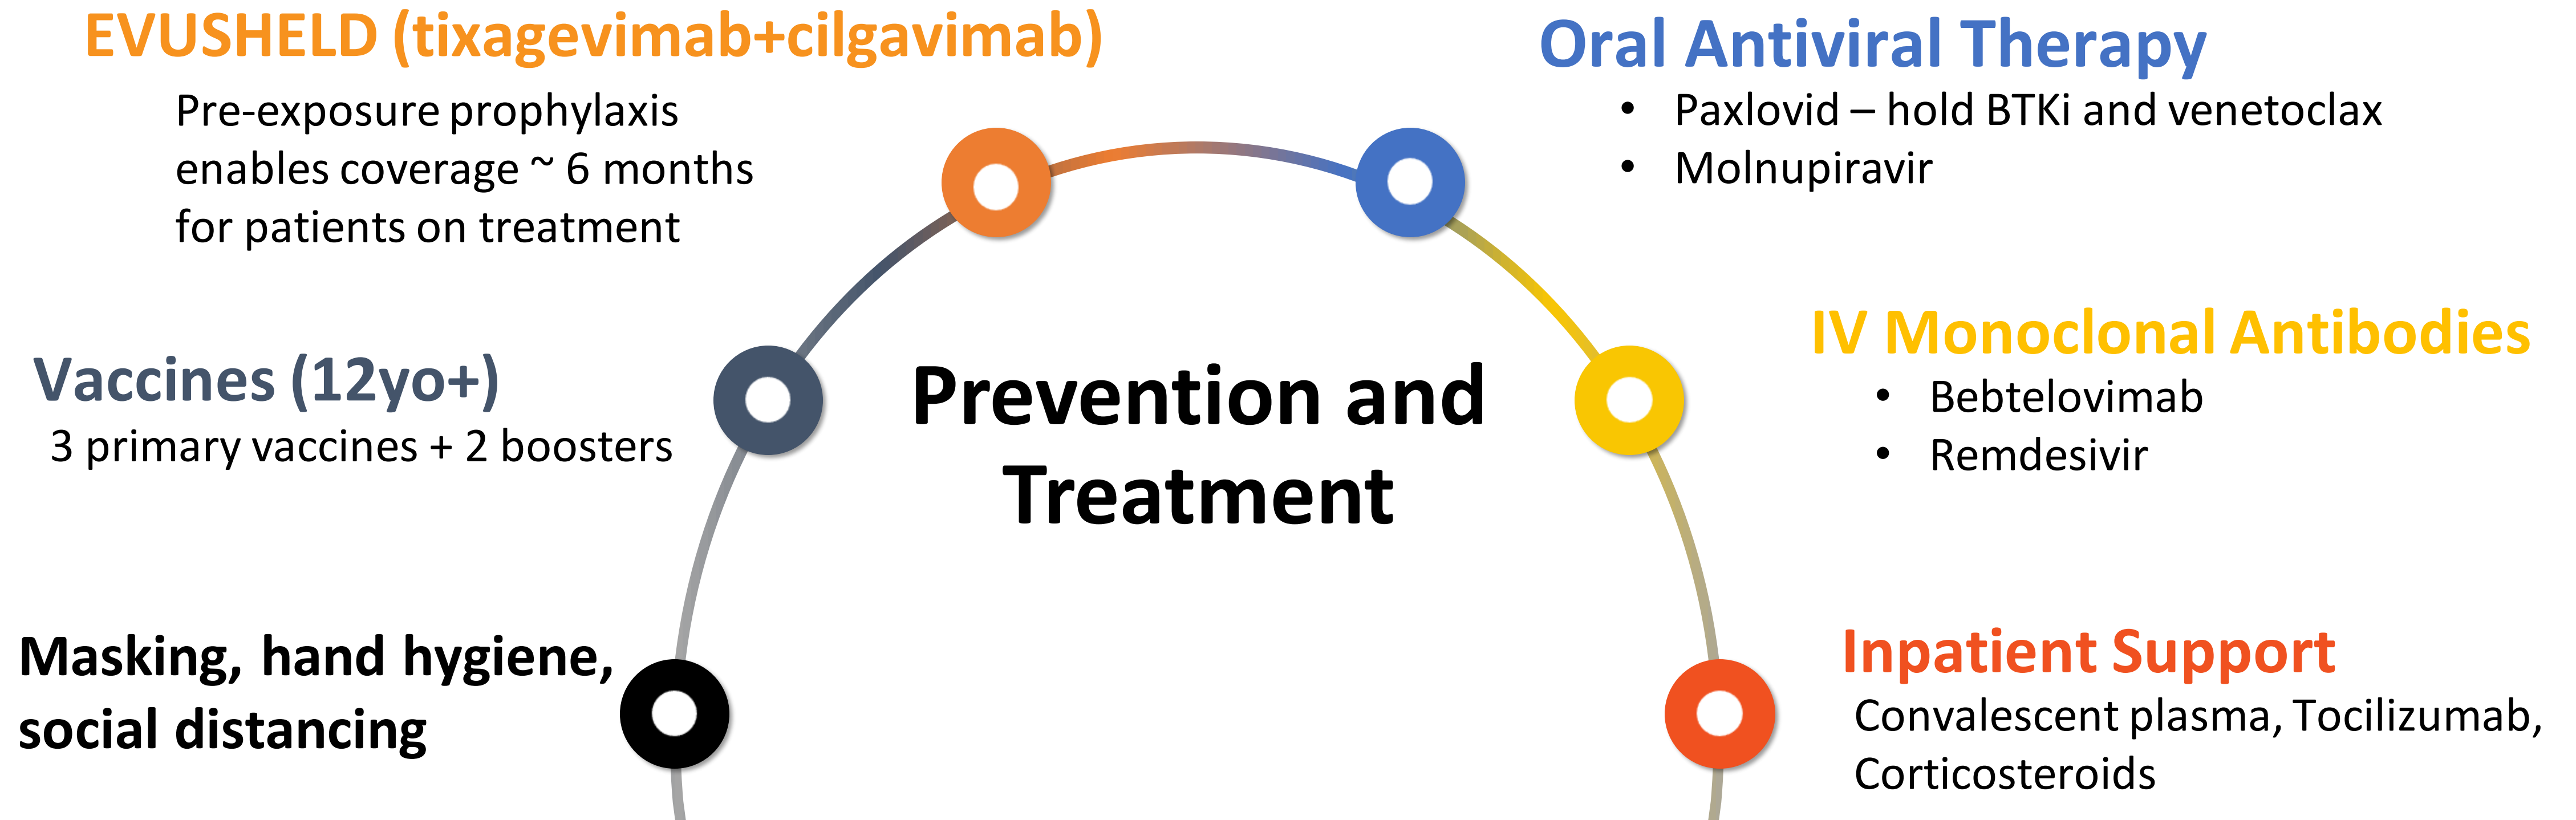 EVUSHELD (tixagevimab+cilgavimab)
Pre-exposure prophylaxis
enables coverage ~ 6 months
for patients on treatment
Vaccines (12yo+)
3 primary vaccines + 2 boosters
Masking, hand hygiene,
social distancing
Prevention and
Treatment
Oral Antiviral Therapy
• Paxlovid – hold BTKi and venetoclax
• Molnupiravir
IV Monoclonal Antibodies
• Bebtelovimab
• Remdesivir
Inpatient Support
Convalescent plasma, Tocilizumab,
Corticosteroids